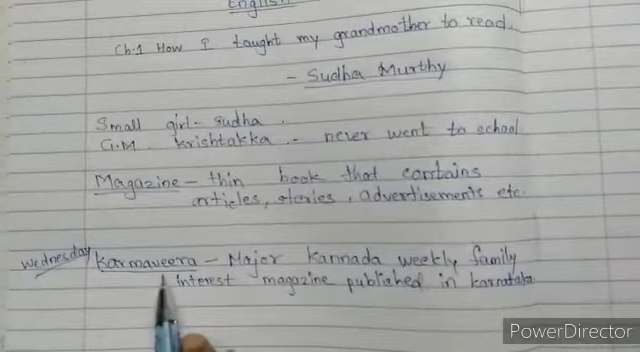 English
Ch.1 How I taught my grandmother to read.
- Sudha Murthy
Small girl - Sudha.
G.M. Krishtakka. - never went to school
Magazine - thin book that contains
articles, stories, advertisements etc.
Wednesday Karmaveera - Major Kannada weekly family
interest magazine published in Karnataka
PowerDirector